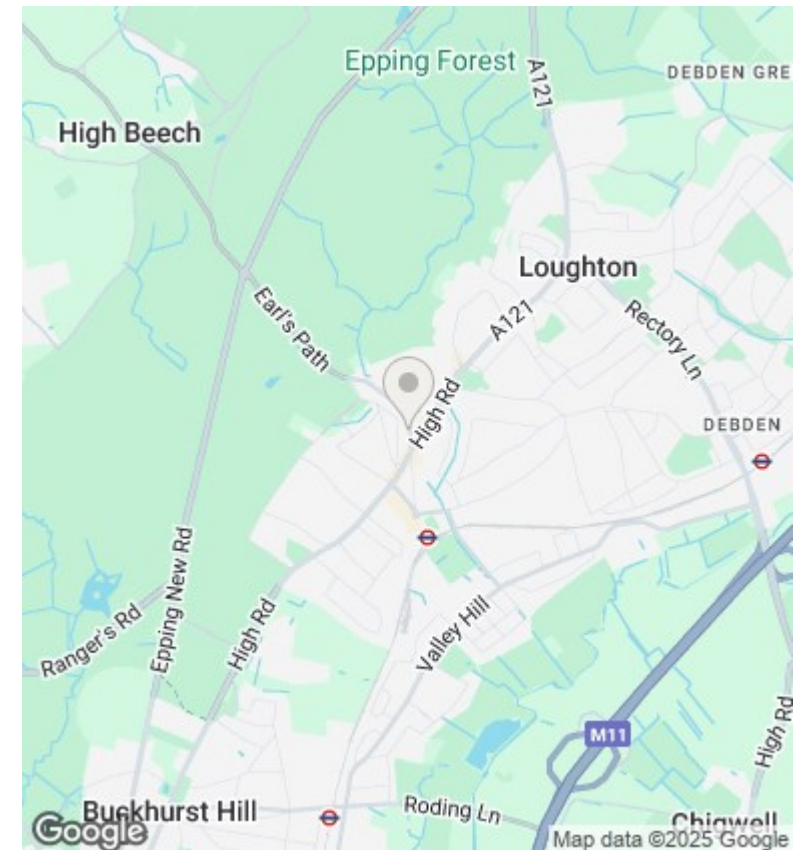 Epping Forest
A121
DEBDEN GRE
High Beech
Loughton
A121
Earl's Path
Rectory Ln
High Rd
DEBDEN
Epping New Rd
Ranger's Rd
High Rd
Valley Hill
M11
High Rd
Buckhurst Hill
Roding Ln
Chigwell
Google
Map data ©2025 Google